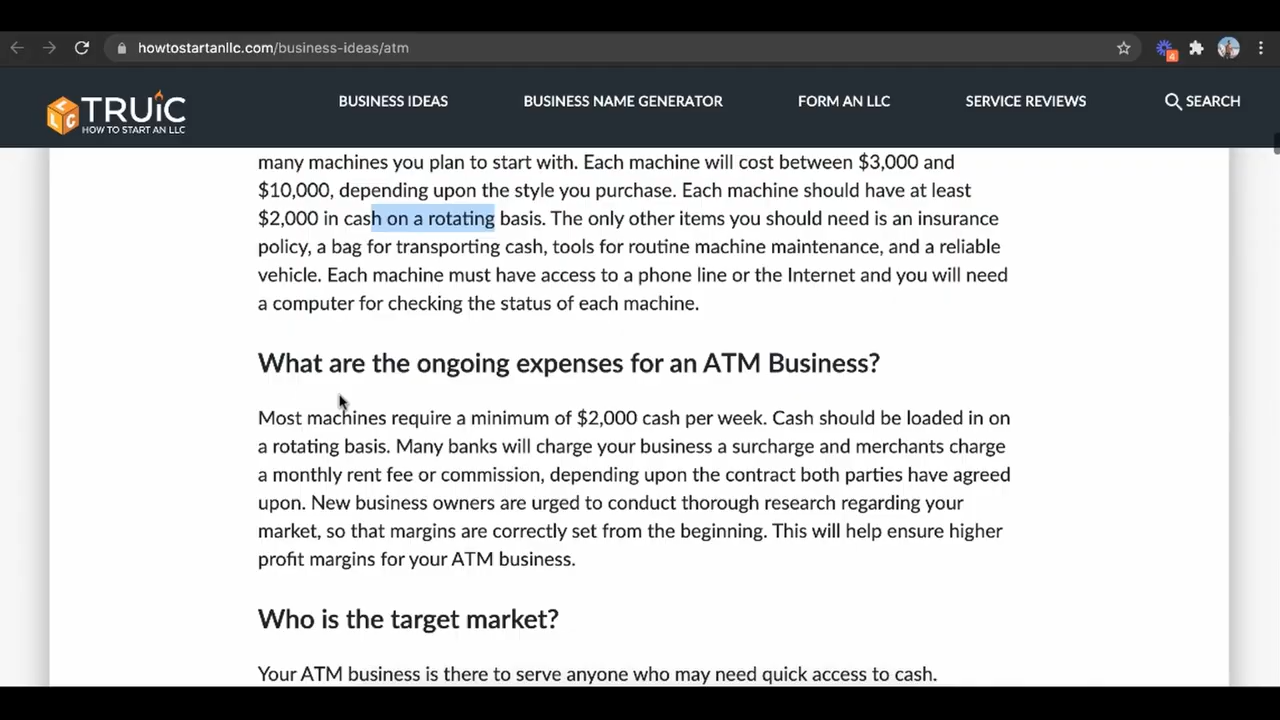 howtostartanllc.com/business-ideas/atm
4
LLC
TRUiC
HOW TO START AN LLC
BUSINESS IDEAS
BUSINESS NAME GENERATOR
FORM AN LLC
SERVICE REVIEWS
SEARCH
many machines you plan to start with. Each machine will cost between $3,000 and
$10,000, depending upon the style you purchase. Each machine should have at least
$2,000 in cash on a rotating basis. The only other items you should need is an insurance
policy, a bag for transporting cash, tools for routine machine maintenance, and a reliable
vehicle. Each machine must have access to a phone line or the Internet and you will need
a computer for checking the status of each machine.
What are the ongoing expenses for an ATM Business?
Most machines require a minimum of $2,000 cash per week. Cash should be loaded in on
a rotating basis. Many banks will charge your business a surcharge and merchants charge
a monthly rent fee or commission, depending upon the contract both parties have agreed
upon. New business owners are urged to conduct thorough research regarding your
market, so that margins are correctly set from the beginning. This will help ensure higher
profit margins for your ATM business.
Who is the target market?
Your ATM business is there to serve anyone who may need quick access to cash.